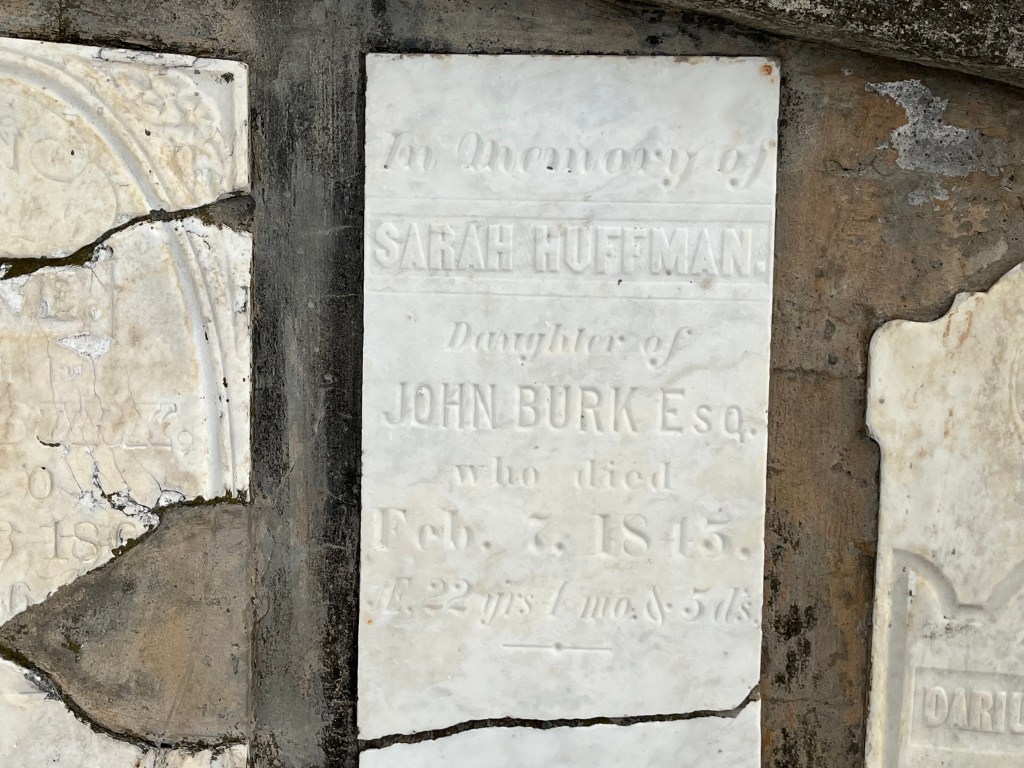 In Memory of
SARAH HUFFMAN.
Daughter of
JOHN BURK Esq.
who died
Feb. 7. 1843.
Æ. 22 yrs 1 mo. & 5 ds.
DARI